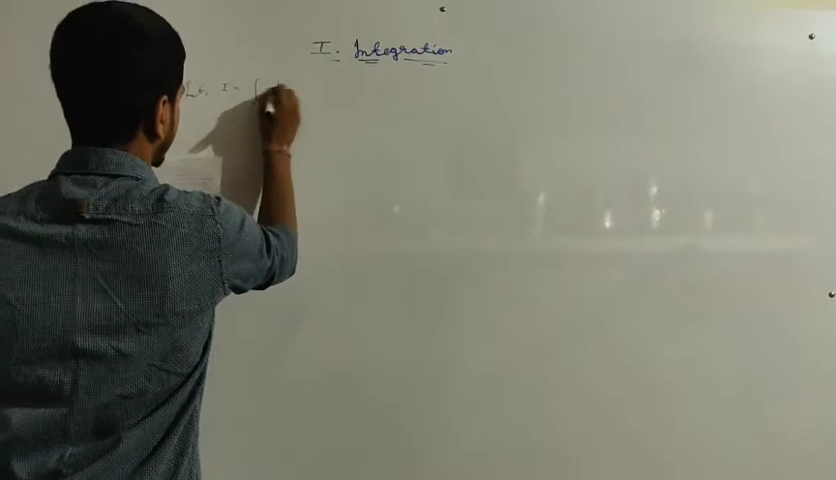 I. Integration
Let, I = ∫